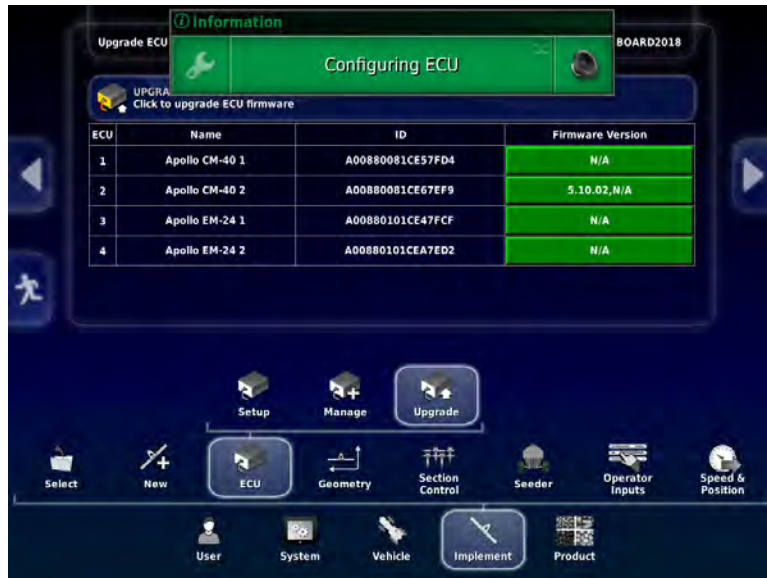 Information
Configuring ECU
Upgrade ECU
BOARD2018
UPGRA
Click to upgrade ECU firmware
ECU Name ID Firmware Version
1 Apollo CM-40 1 A00880081CE57FD4 N/A
2 Apollo CM-40 2 A00880081CE67EF9 5.10.02,N/A
3 Apollo EM-24 1 A00880101CE47FCF N/A
4 Apollo EM-24 2 A00880101CEA7ED2 N/A
Setup Manage Upgrade
Select New ECU Geometry Section Control Seeder Operator Inputs Speed & Position
User System Vehicle Implement Product